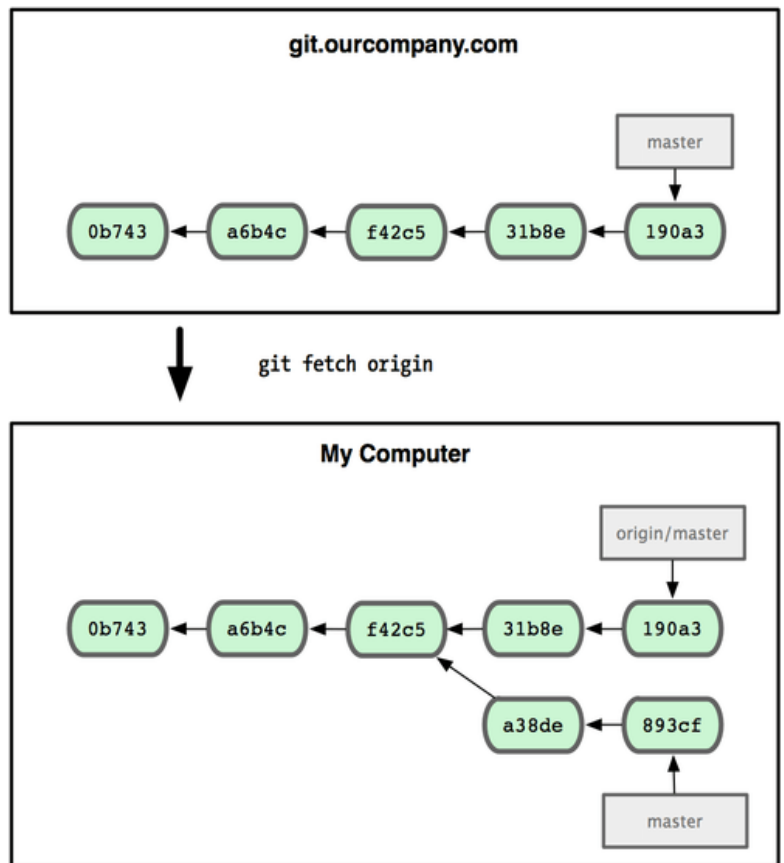 git.ourcompany.com
master
0b743 a6b4c f42c5 31b8e 190a3
git fetch origin
My Computer
origin/master
0b743 a6b4c f42c5 31b8e 190a3
a38de 893cf
master